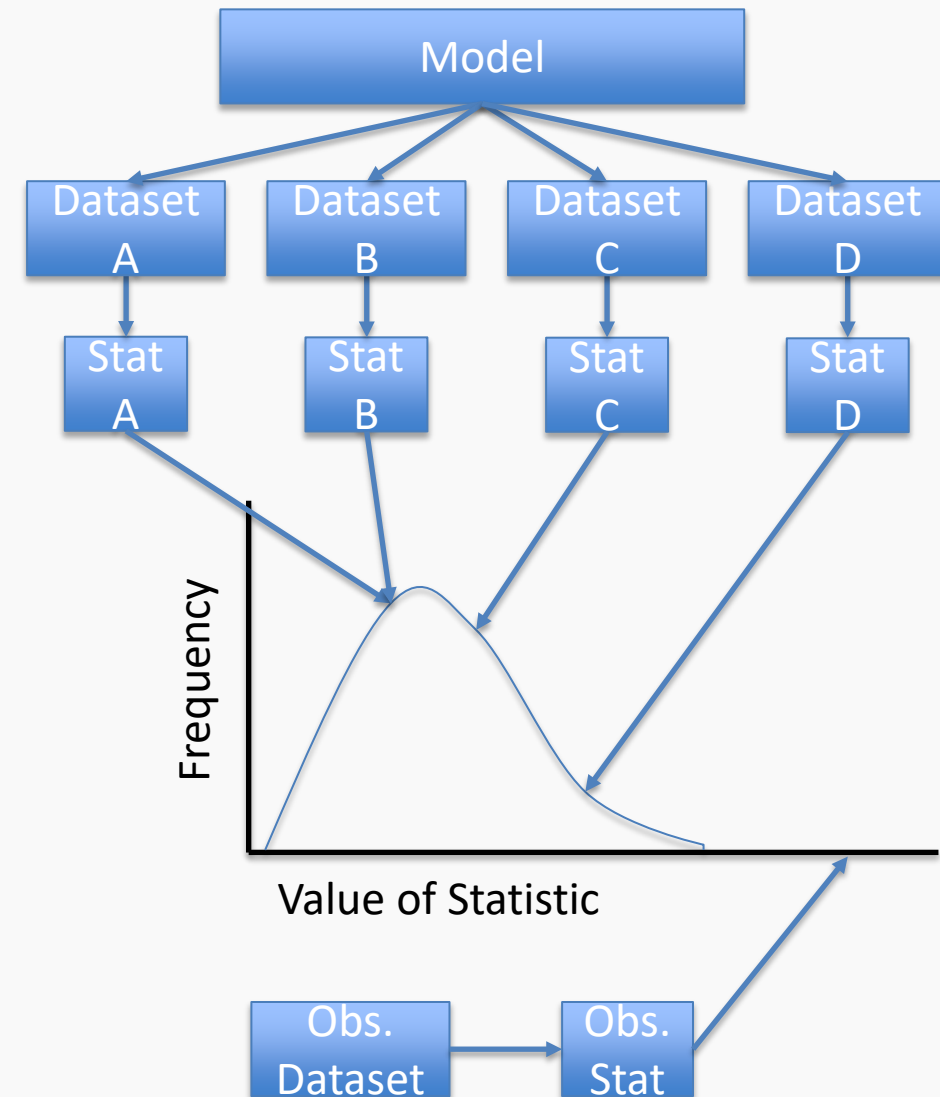 Model
Dataset
A
Dataset
B
Dataset
C
Dataset
D
Stat
A
Stat
B
Stat
C
Stat
D
Frequency
Value of Statistic
Obs.
Dataset
Obs.
Stat